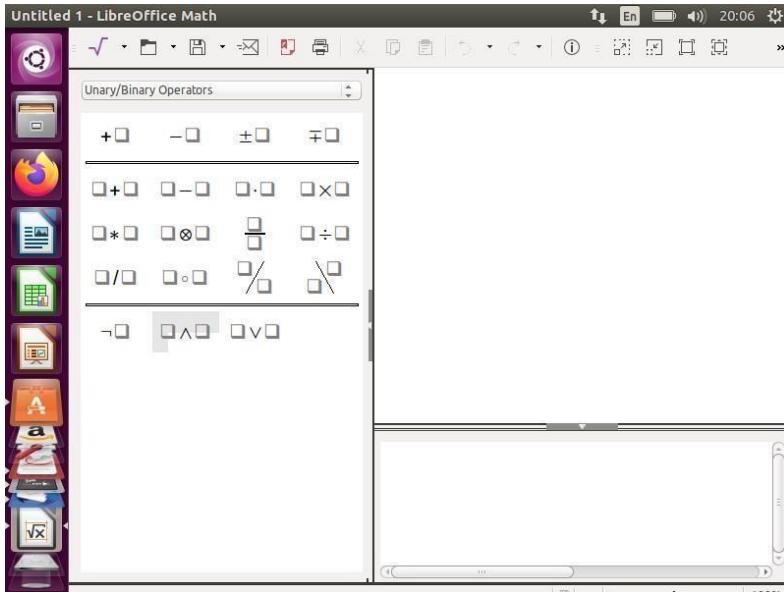 Untitled 1 - LibreOffice Math
En
20:06
Unary/Binary Operators
+□ −□ ±□ ∓□
□+□ □−□ □·□ □×□
□∗□ □⊗□ □/□ □÷□
□/□ □∘□ □⁄□ □∖□
¬□ □∧□ □∨□